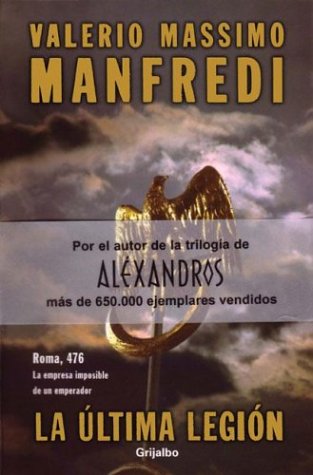 VALERIO MASSIMO
MANFREDI
Por el autor de la trilogía de
ALÉXANDROS
más de 650.000 ejemplares vendidos
Roma, 476
La empresa imposible
de un emperador
LA ÚLTIMA LEGIÓN
Grijalbo